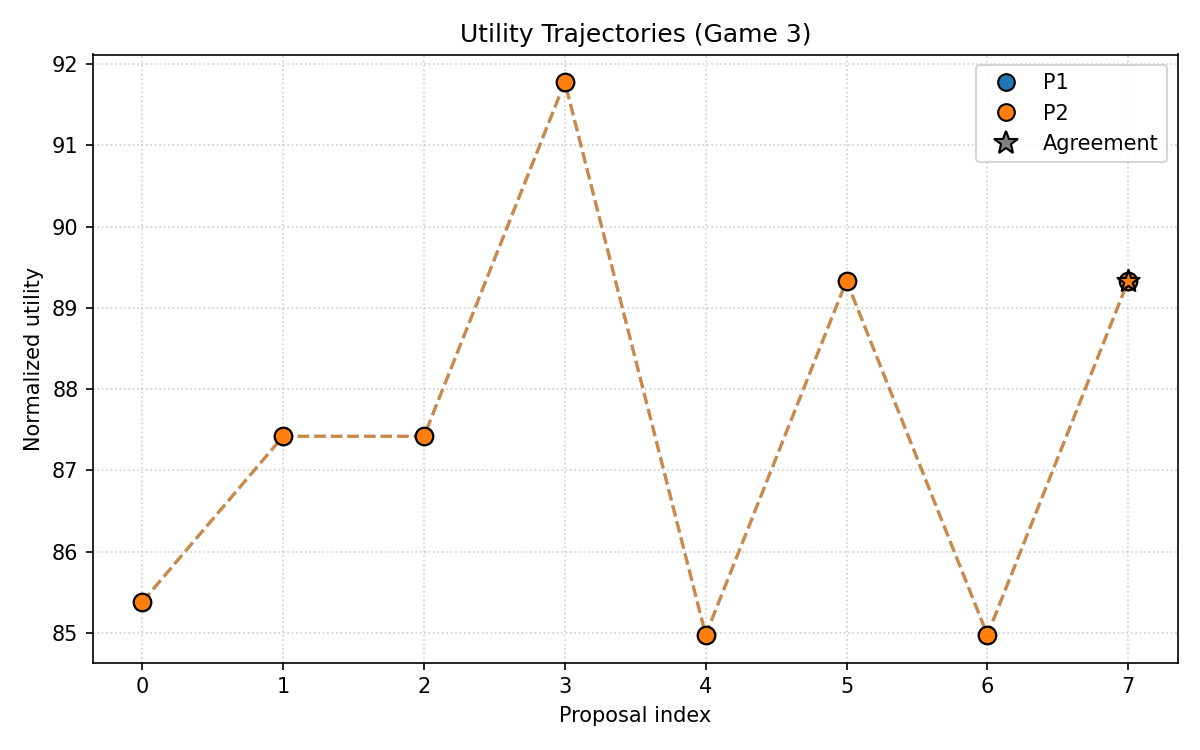 Utility Trajectories (Game 3)
92
91
90
89
88
87
86
85
Normalized utility
P1
P2
Agreement
0 1 2 3 4 5 6 7
Proposal index